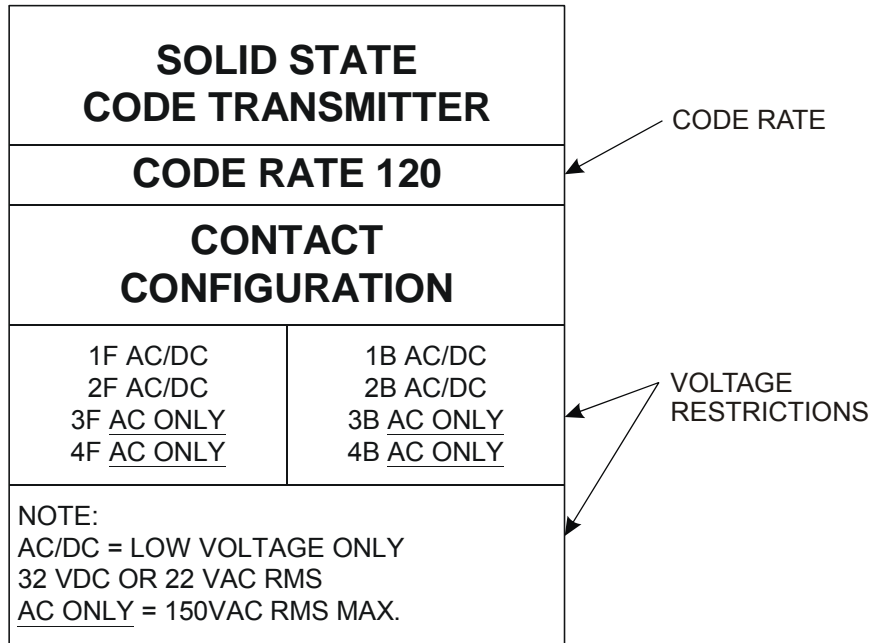 SOLID STATE
CODE TRANSMITTER
CODE RATE
CODE RATE 120
CONTACT
CONFIGURATION
1F AC/DC
2F AC/DC
3F AC ONLY
4F AC ONLY
1B AC/DC
2B AC/DC
3B AC ONLY
4B AC ONLY
VOLTAGE
RESTRICTIONS
NOTE:
AC/DC = LOW VOLTAGE ONLY
32 VDC OR 22 VAC RMS
AC ONLY = 150VAC RMS MAX.